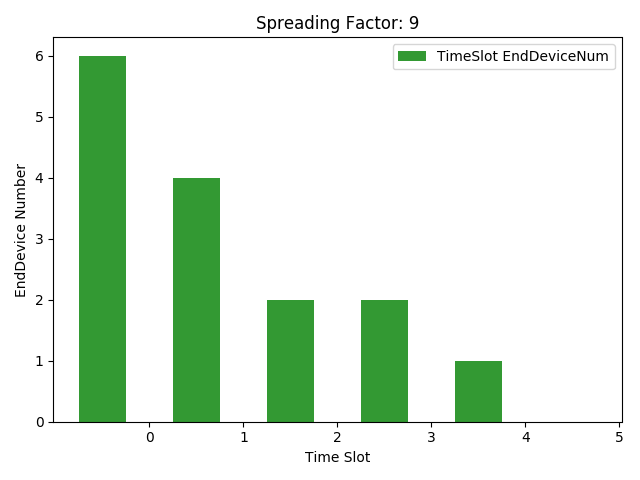 Spreading Factor: 9
TimeSlot EndDeviceNum
EndDevice Number
6
5
4
3
2
1
0
0 1 2 3 4 5
Time Slot